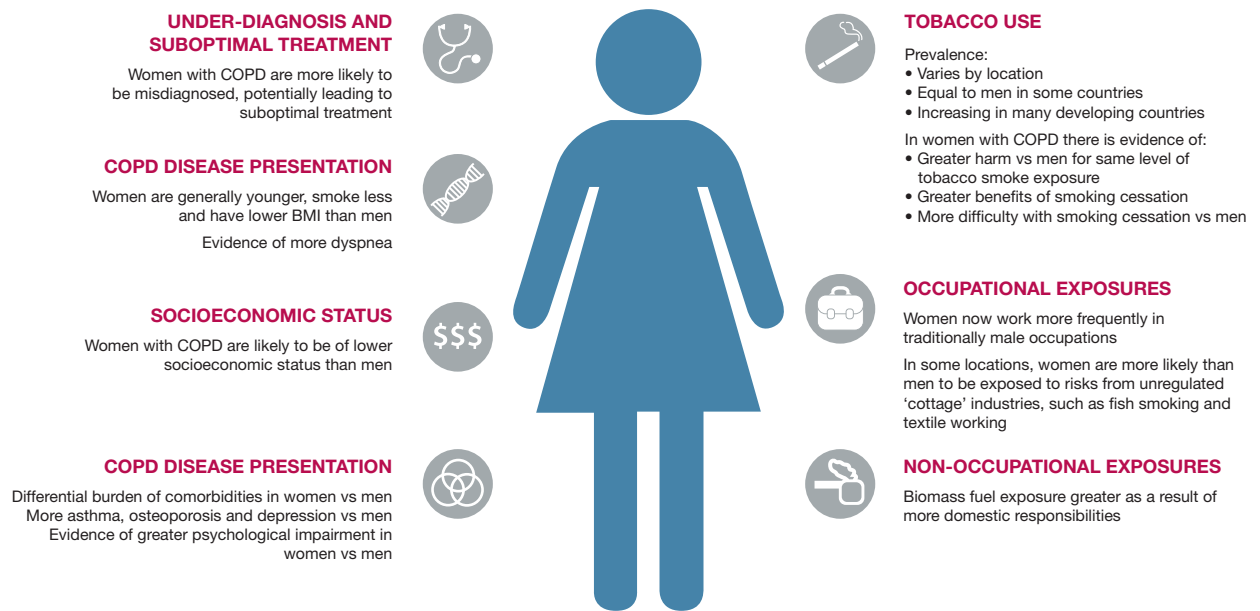 UNDER-DIAGNOSIS AND
SUBOPTIMAL TREATMENT
Women with COPD are more likely to
be misdiagnosed, potentially leading to
suboptimal treatment
COPD DISEASE PRESENTATION
Women are generally younger, smoke less
and have lower BMI than men
Evidence of more dyspnea
SOCIOECONOMIC STATUS
$$$
Women with COPD are likely to be of lower
socioeconomic status than men
COPD DISEASE PRESENTATION
Differential burden of comorbidities in women vs men
More asthma, osteoporosis and depression vs men
Evidence of greater psychological impairment in
women vs men
TOBACCO USE
Prevalence:
• Varies by location
• Equal to men in some countries
• Increasing in many developing countries
In women with COPD there is evidence of:
• Greater harm vs men for same level of
tobacco smoke exposure
• Greater benefits of smoking cessation
• More difficulty with smoking cessation vs men
OCCUPATIONAL EXPOSURES
Women now work more frequently in
traditionally male occupations
In some locations, women are more likely than
men to be exposed to risks from unregulated
‘cottage’ industries, such as fish smoking and
textile working
NON-OCCUPATIONAL EXPOSURES
Biomass fuel exposure greater as a result of
more domestic responsibilities